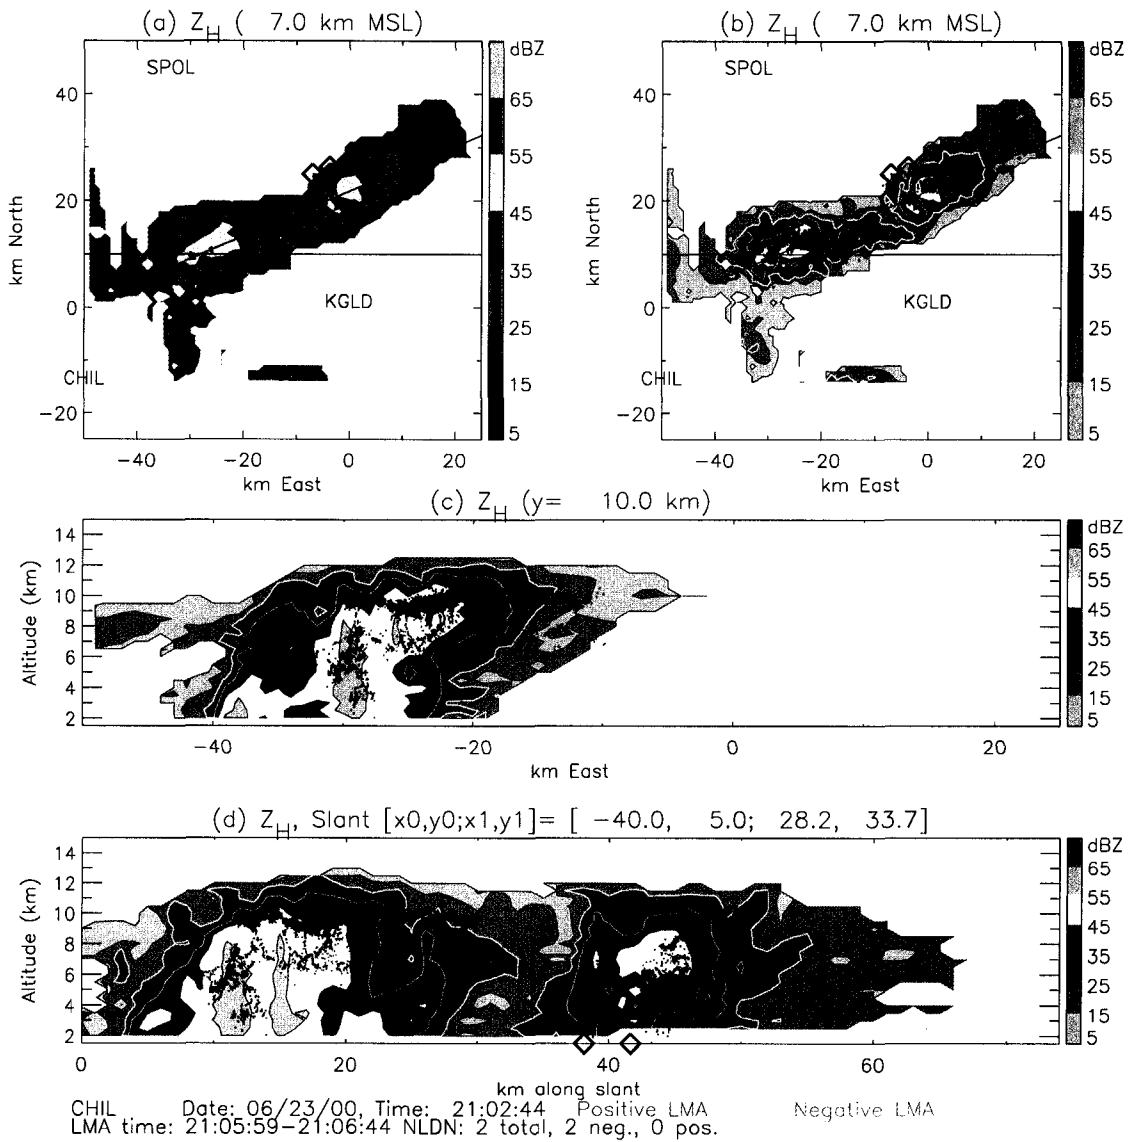 (a) Z_H ( 7.0 km MSL)
(b) Z_H ( 7.0 km MSL)
dBZ
65
55
45
35
25
15
5
SPOL
KGLD
CHIL
40
20
0
−20
km North
−40
−20
0
20
km East
dBZ
65
55
45
35
25
15
5
SPOL
KGLD
CHIL
40
20
0
−20
km North
−40
−20
0
20
km East
(c) Z_H (y= 10.0 km)
14
12
10
8
6
4
2
Altitude (km)
−40
−20
0
20
km East
dBZ
65
55
45
35
25
15
5
(d) Z_H, Slant [x0,y0;x1,y1]= [ −40.0, 5.0; 28.2, 33.7]
14
12
10
8
6
4
2
Altitude (km)
0
20
40
60
km along slant
dBZ
65
55
45
35
25
15
5
CHIL Date: 06/23/00, Time: 21:02:44 Positive LMA Negative LMA
LMA time: 21:05:59−21:06:44 NLDN: 2 total, 2 neg., 0 pos.